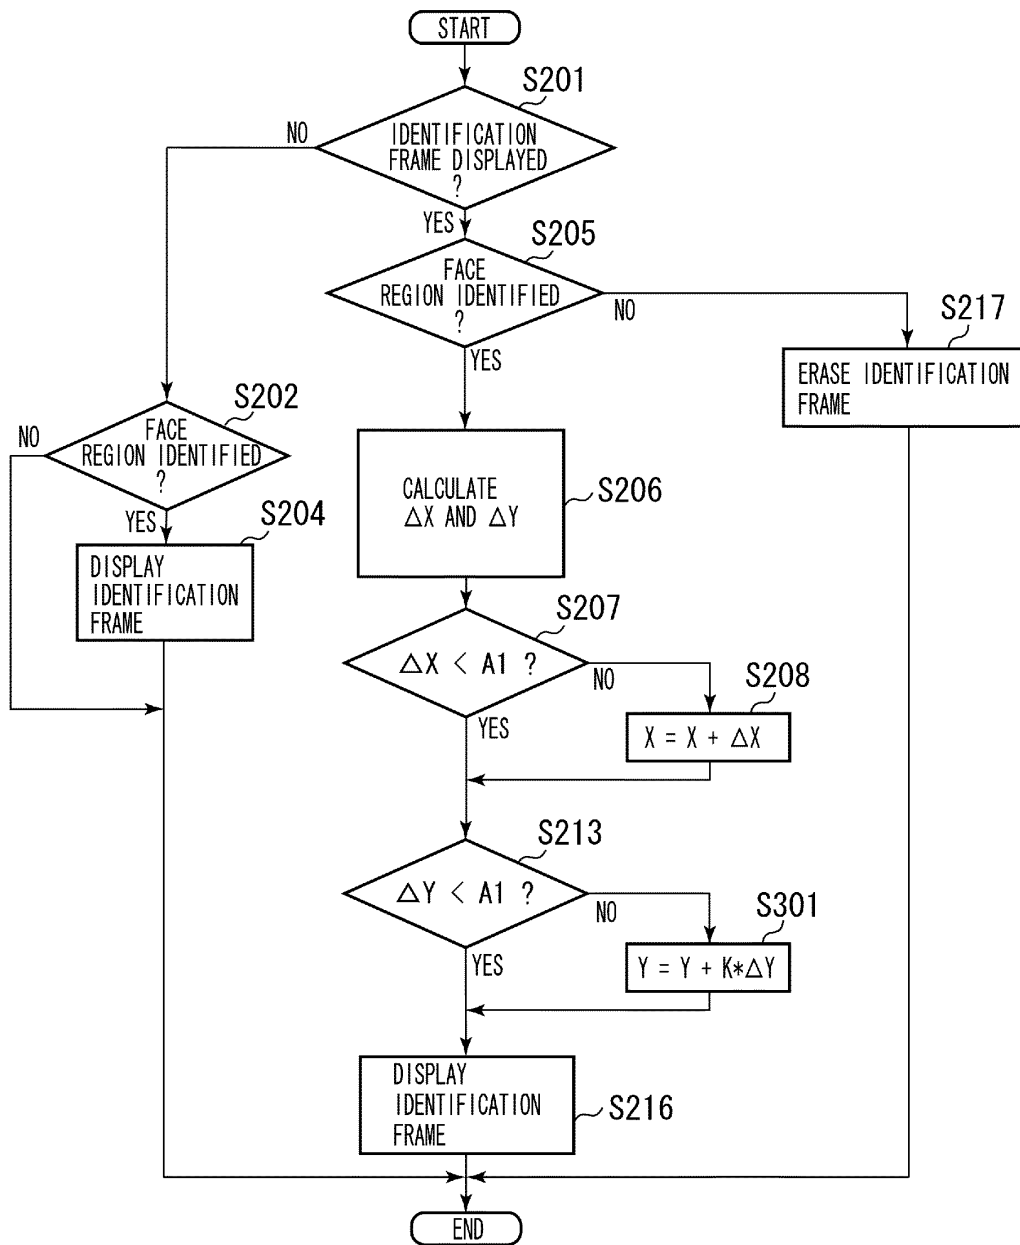 START
S201
IDENTIFICATION
FRAME DISPLAYED
?
NO
YES
S205
FACE
REGION IDENTIFIED
?
NO
YES
S217
ERASE IDENTIFICATION
FRAME
S202
FACE
REGION IDENTIFIED
?
NO
YES
S204
DISPLAY
IDENTIFICATION
FRAME
S206
CALCULATE
△X AND △Y
S207
△X < A1 ?
NO
YES
S208
X = X + △X
S213
△Y < A1 ?
NO
YES
S301
Y = Y + K*△Y
DISPLAY
IDENTIFICATION
FRAME
S216
END